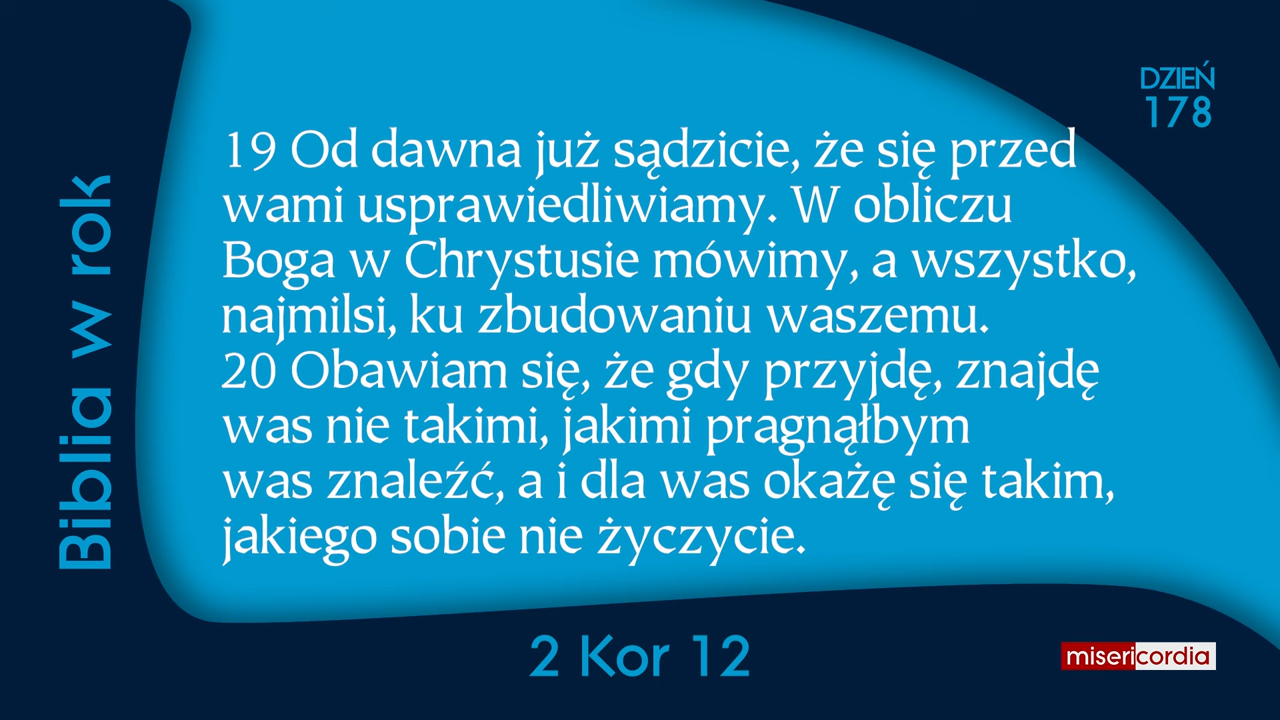 DZIEŃ
178
19 Od dawna już sądzicie, że się przed
wami usprawiedliwiamy. W obliczu
Boga w Chrystusie mówimy, a wszystko,
najmilsi, ku zbudowaniu waszemu.
20 Obawiam się, że gdy przyjdę, znajdę
was nie takimi, jakimi pragnąłbym
was znaleźć, a i dla was okażę się takim,
jakiego sobie nie życzycie.
Biblia w rok
2 Kor 12
misericordia